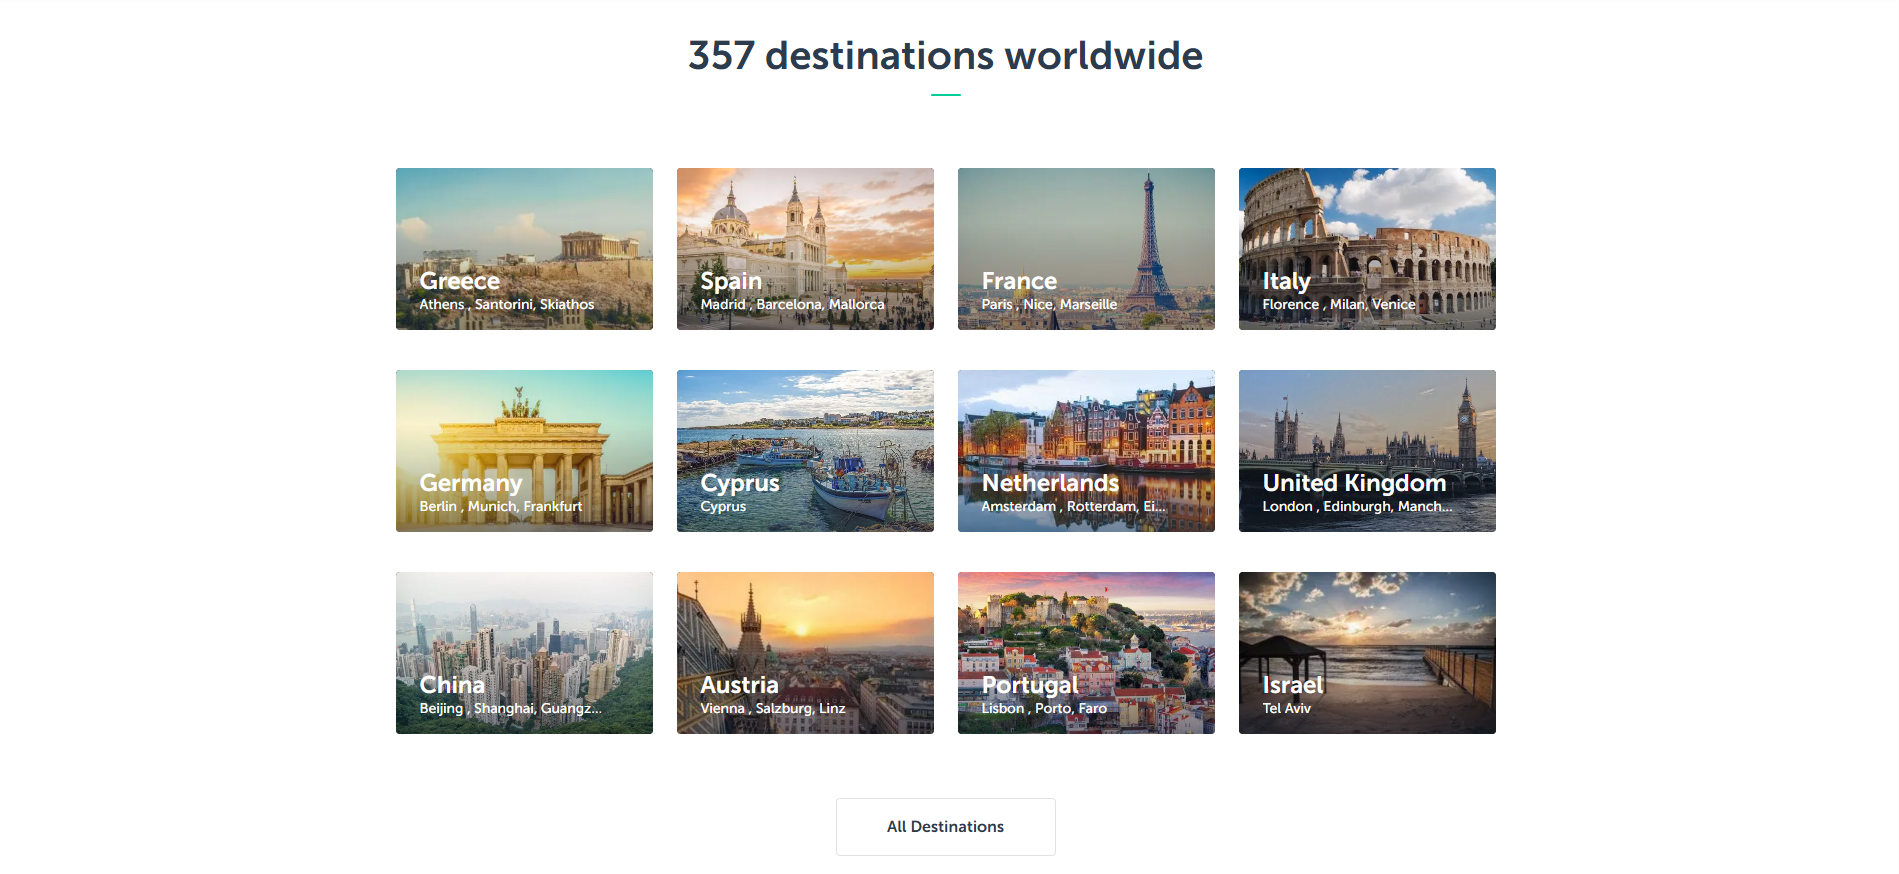 357 destinations worldwide
Greece
Athens , Santorini, Skiathos
Spain
Madrid , Barcelona, Mallorca
France
Paris , Nice, Marseille
Italy
Florence , Milan, Venice
Germany
Berlin , Munich, Frankfurt
Cyprus
Cyprus
Netherlands
Amsterdam , Rotterdam, Ei...
United Kingdom
London , Edinburgh, Manch...
China
Beijing , Shanghai, Guangz...
Austria
Vienna , Salzburg, Linz
Portugal
Lisbon , Porto, Faro
Israel
Tel Aviv
All Destinations